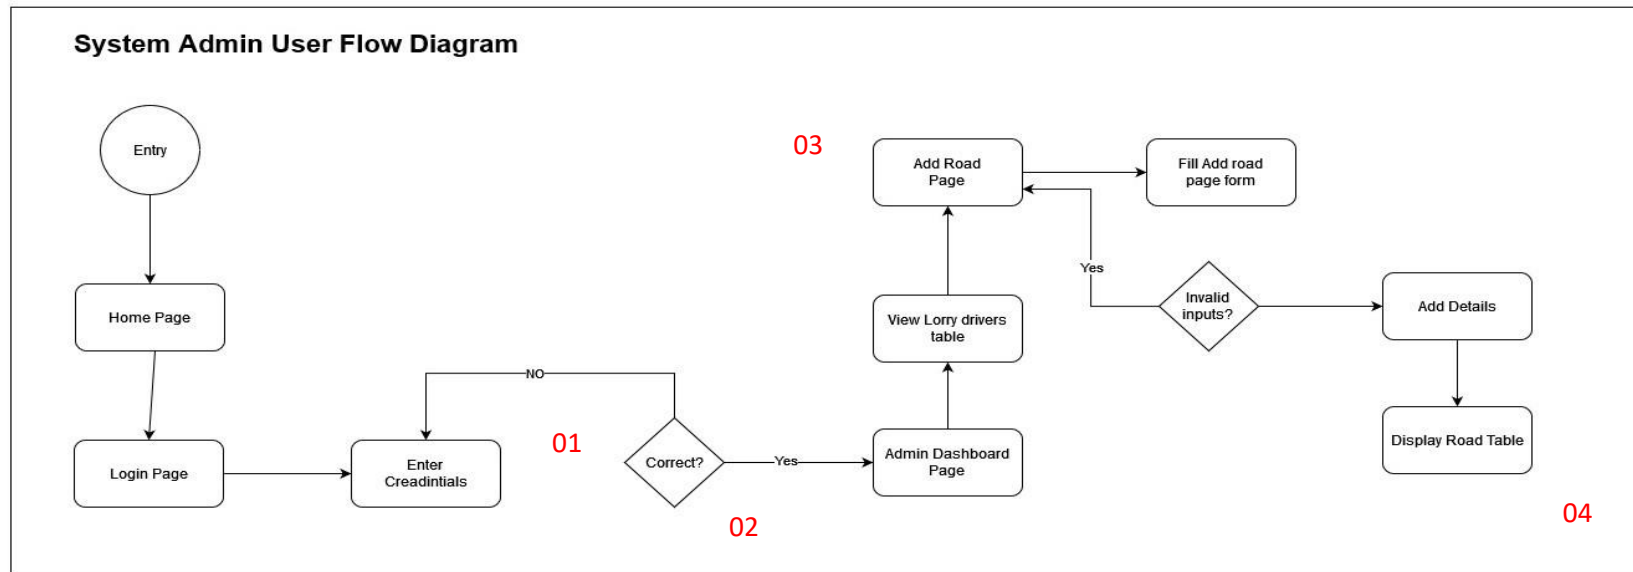 System Admin User Flow Diagram
Entry
Home Page
Login Page
Enter
Creadintials
NO
01
Correct?
02
Yes
Admin Dashboard
Page
View Lorry drivers
table
03
Add Road
Page
Fill Add road
page form
Yes
Invalid
inputs?
Add Details
Display Road Table
04